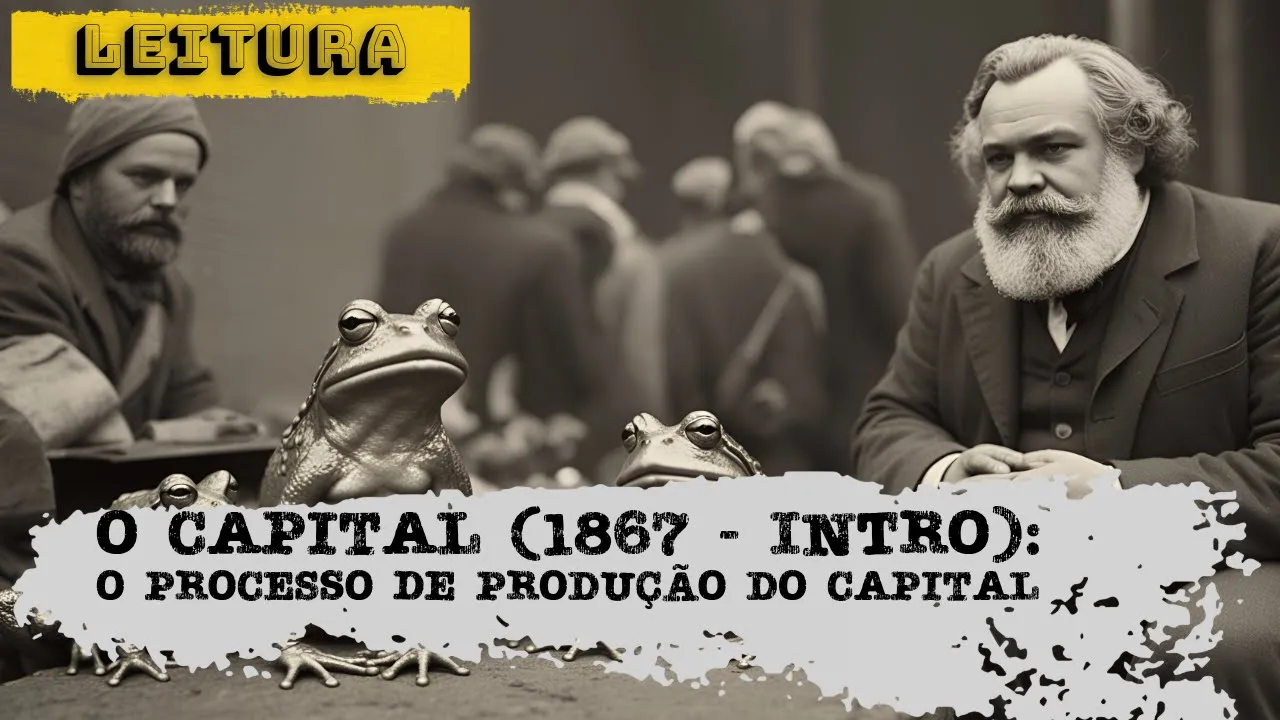 LEITURA
O CAPITAL (1867 - INTRO):
O PROCESSO DE PRODUÇÃO DO CAPITAL